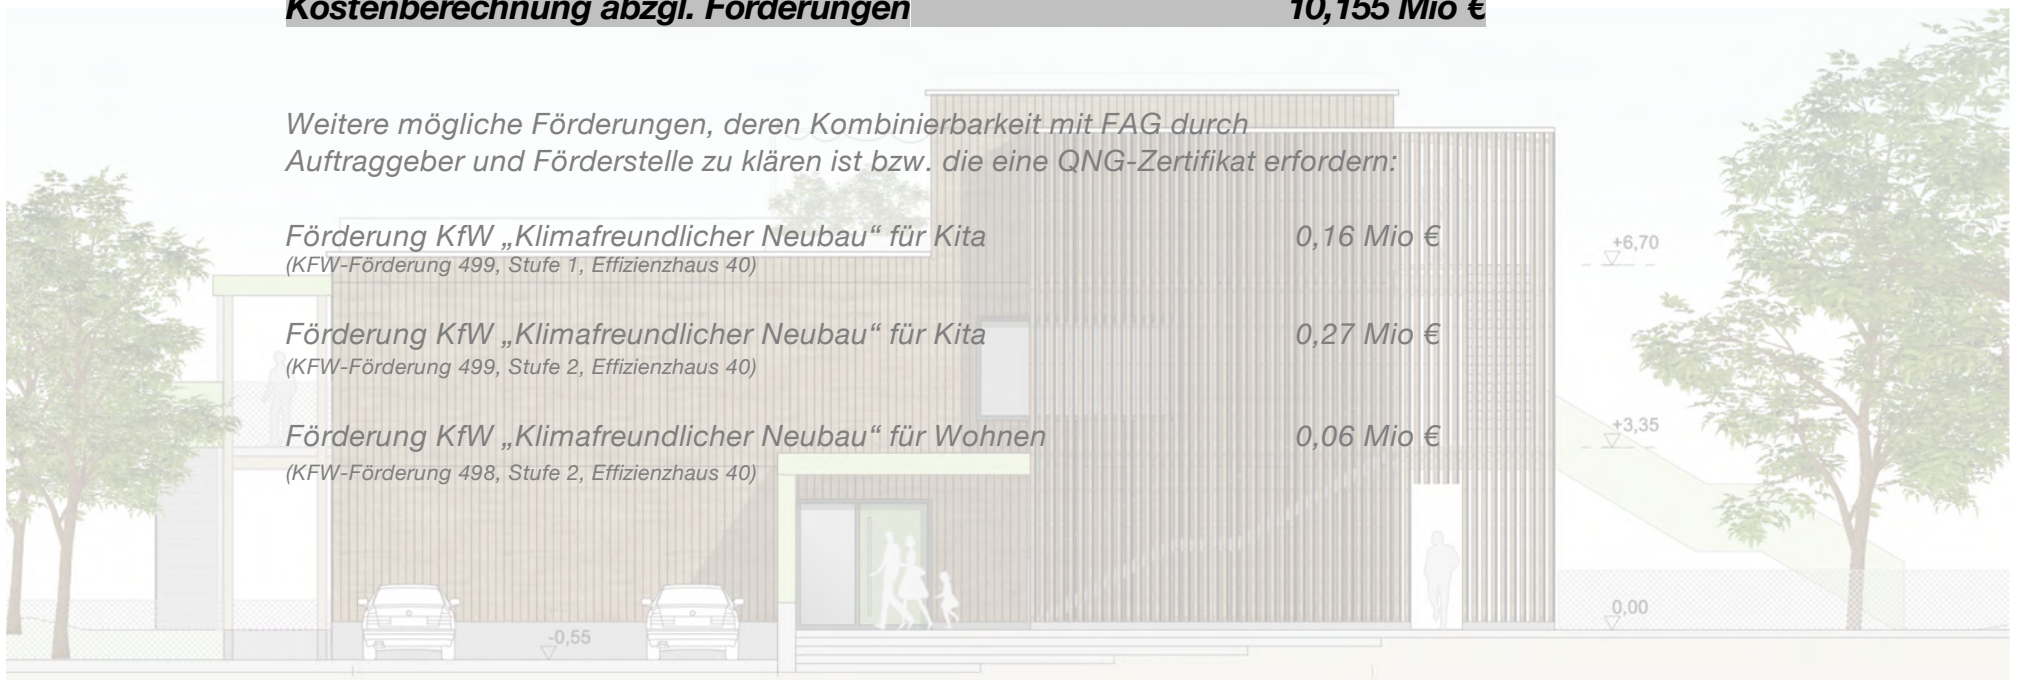 Kostenberechnung abzgl. Förderungen 10,155 Mio €
Weitere mögliche Förderungen, deren Kombinierbarkeit mit FAG durch
Auftraggeber und Förderstelle zu klären ist bzw. die eine QNG-Zertifikat erfordern:
Förderung KfW „Klimafreundlicher Neubau“ für Kita 0,16 Mio €
(KFW-Förderung 499, Stufe 1, Effizienzhaus 40)
+6,70
Förderung KfW „Klimafreundlicher Neubau“ für Kita 0,27 Mio €
(KFW-Förderung 499, Stufe 2, Effizienzhaus 40)
Förderung KfW „Klimafreundlicher Neubau“ für Wohnen 0,06 Mio €
(KFW-Förderung 498, Stufe 2, Effizienzhaus 40)
+3,35
0,00
-0,55